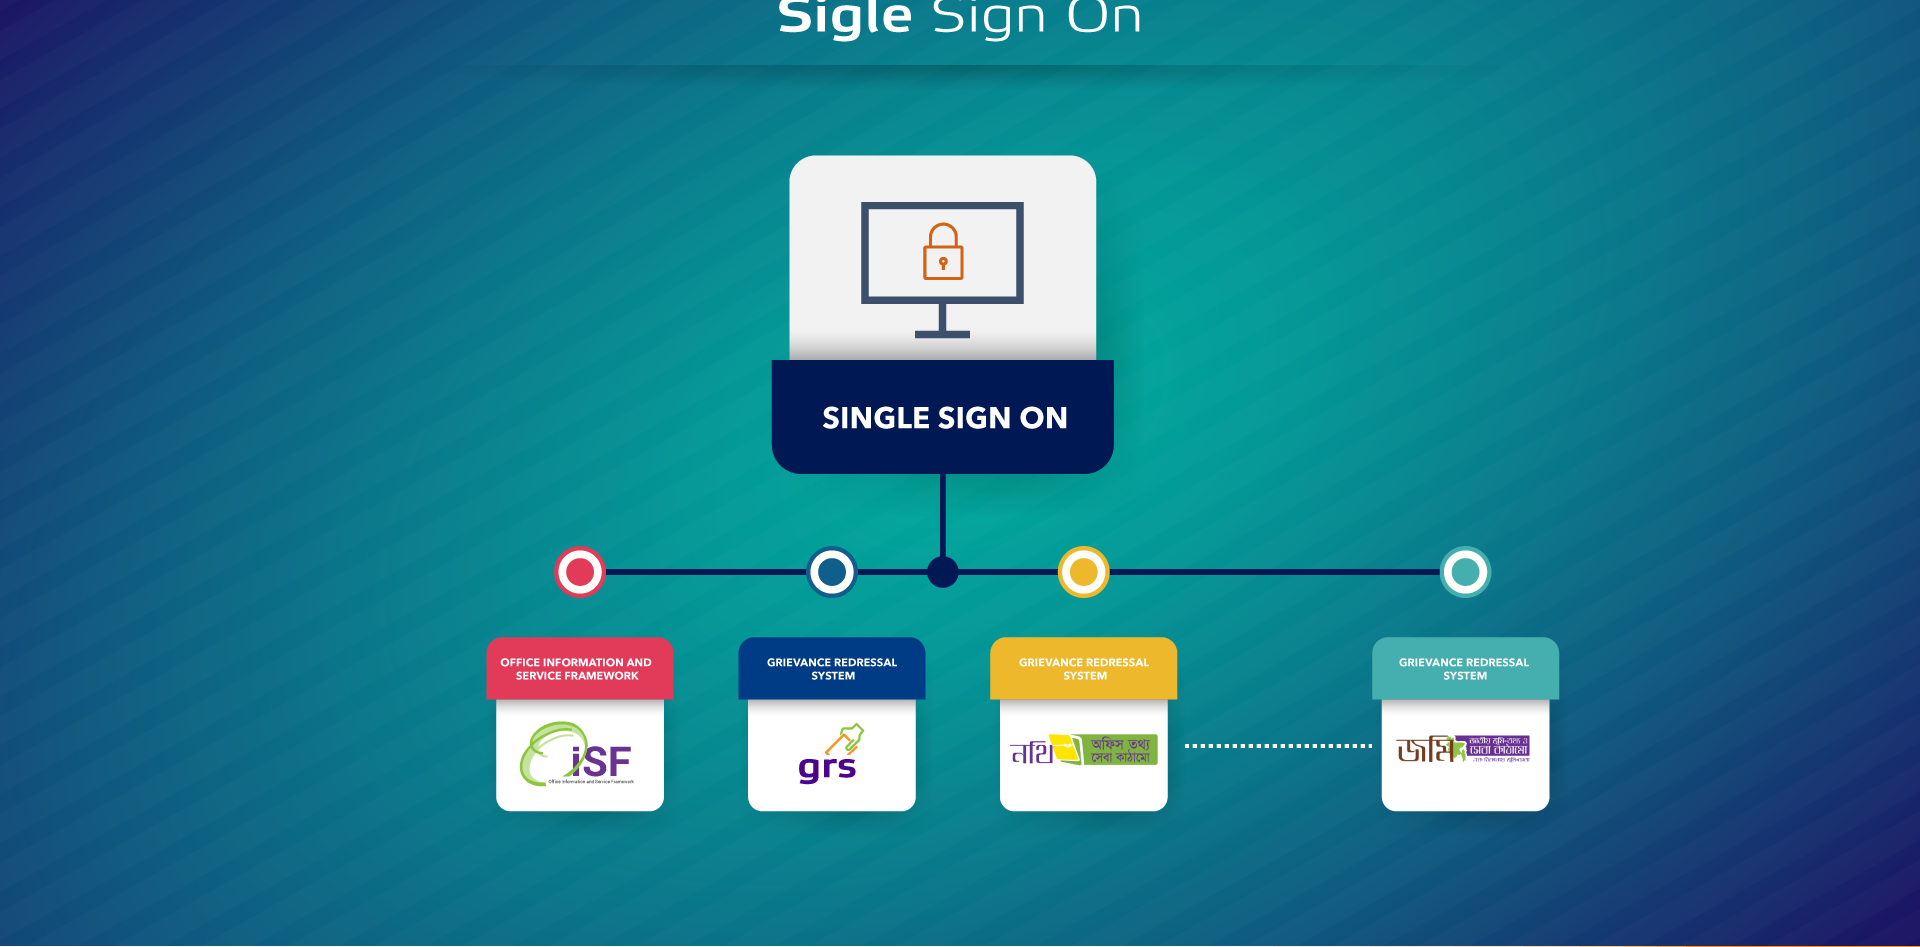 Sigle Sign On
SINGLE SIGN ON
OFFICE INFORMATION AND
SERVICE FRAMEWORK
GRIEVANCE REDRESSAL
SYSTEM
GRIEVANCE REDRESSAL
SYSTEM
GRIEVANCE REDRESSAL
SYSTEM
iSF
Office Information and Service Framework
grs
নথি
অফিস তথ্য
সেবা কাঠামো
জমি
জাতীয় ভূমি-তথ্য ও
সেবা কাঠামো